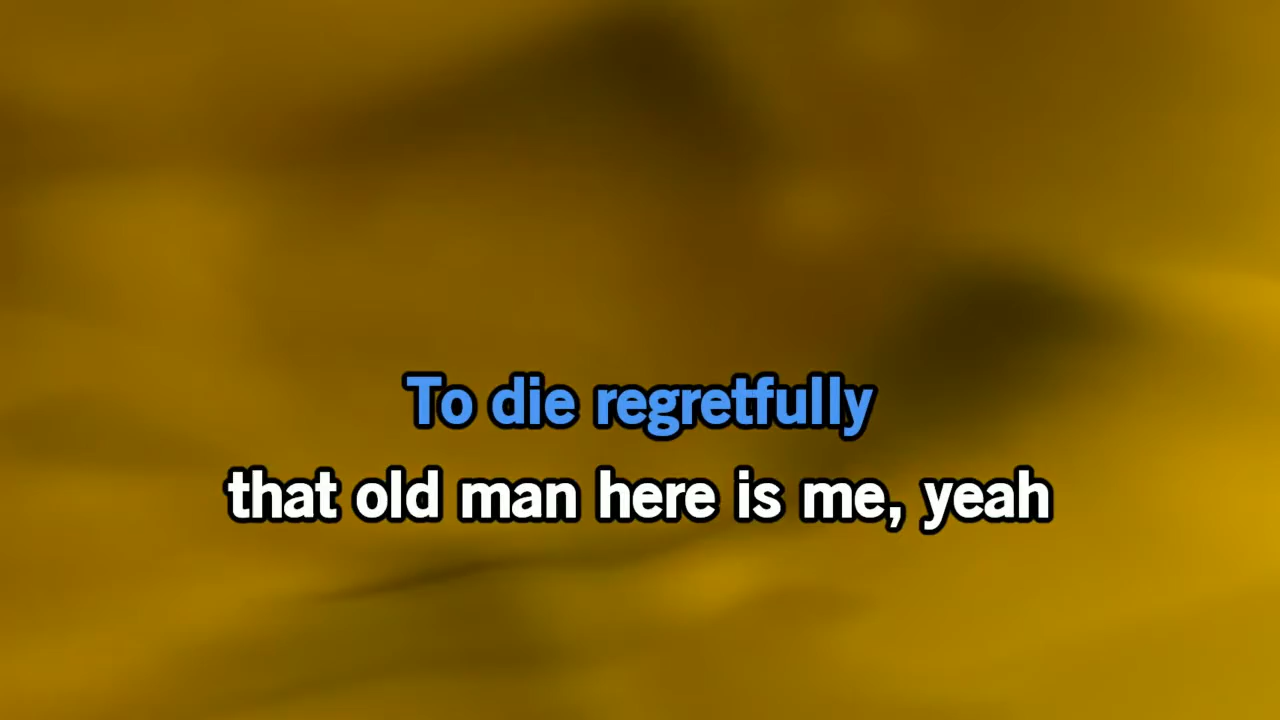 To die regretfully
that old man here is me, yeah